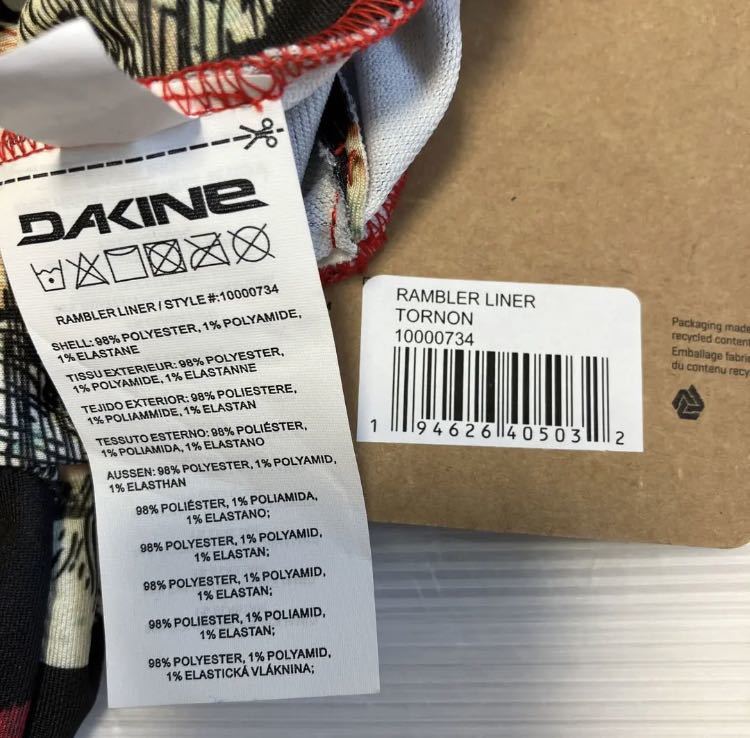 DAKINE
RAMBLER LINER / STYLE #:10000734
SHELL: 98% POLYESTER, 1% POLYAMIDE,
1% ELASTANE
TISSU EXTERIEUR: 98% POLYESTER,
1% POLYAMIDE, 1% ELASTHANNE
TEJIDO EXTERIOR: 98% POLIESTERE,
1% POLIAMMIDE, 1% ELASTAN
TESSUTO ESTERNO: 98% POLIÉSTER,
1% POLIAMIDA, 1% ELASTANO
AUSSEN: 98% POLYESTER, 1% POLYAMID,
1% ELASTHAN
98% POLIÉSTER, 1% POLIAMIDA,
1% ELASTANO;
98% POLYESTER, 1% POLYAMID,
1% ELASTAN;
98% POLYESTER, 1% POLYAMID,
1% ELASTAN;
98% POLIESTER, 1% POLIAMID,
1% ELASTAN;
98% POLYESTER, 1% POLYAMID,
1% ELASTICKÁ VLÁKNINA;
RAMBLER LINER
TORNON
10000734
1 94626 40503 2
Packaging made
recycled content
Emballage fabri
du contenu recy